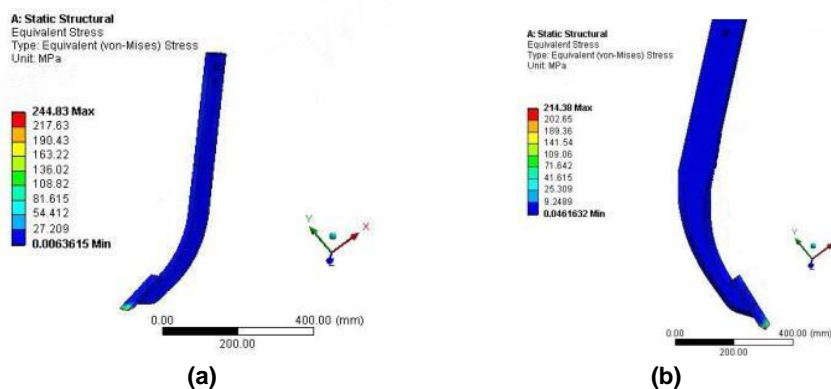 A: Static Structural
Equivalent Stress
Type: Equivalent (von-Mises) Stress
Unit: MPa
244.83 Max
217.63
190.43
163.22
136.02
108.82
81.615
54.412
27.209
0.0063615 Min
Y
X
Z
0.00
400.00 (mm)
200.00
(a)
A: Static Structural
Equivalent Stress
Type: Equivalent (von-Mises) Stress
Unit: MPa
214.38 Max
202.65
189.36
141.54
109.06
71.642
41.615
25.309
9.2489
0.0461632 Min
Y
Z
0.00
400.00 (mm)
200.00
(b)